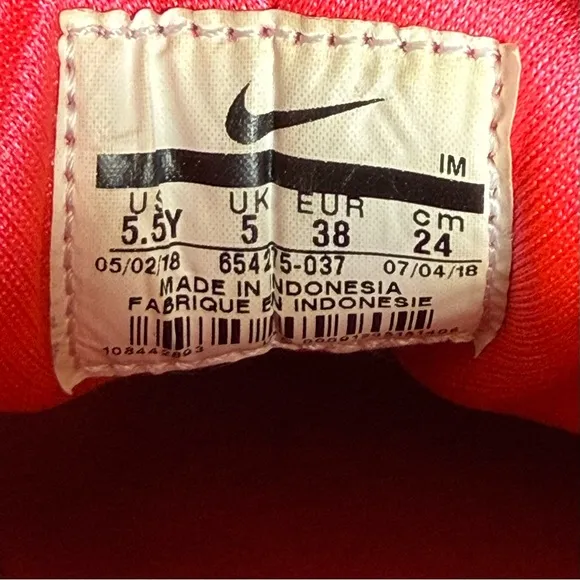 IM
US UK EUR cm
5.5Y 5 38 24
05/02/18 654275-037 07/04/18
MADE IN INDONESIA
FABRIQUE EN INDONESIE
108442893